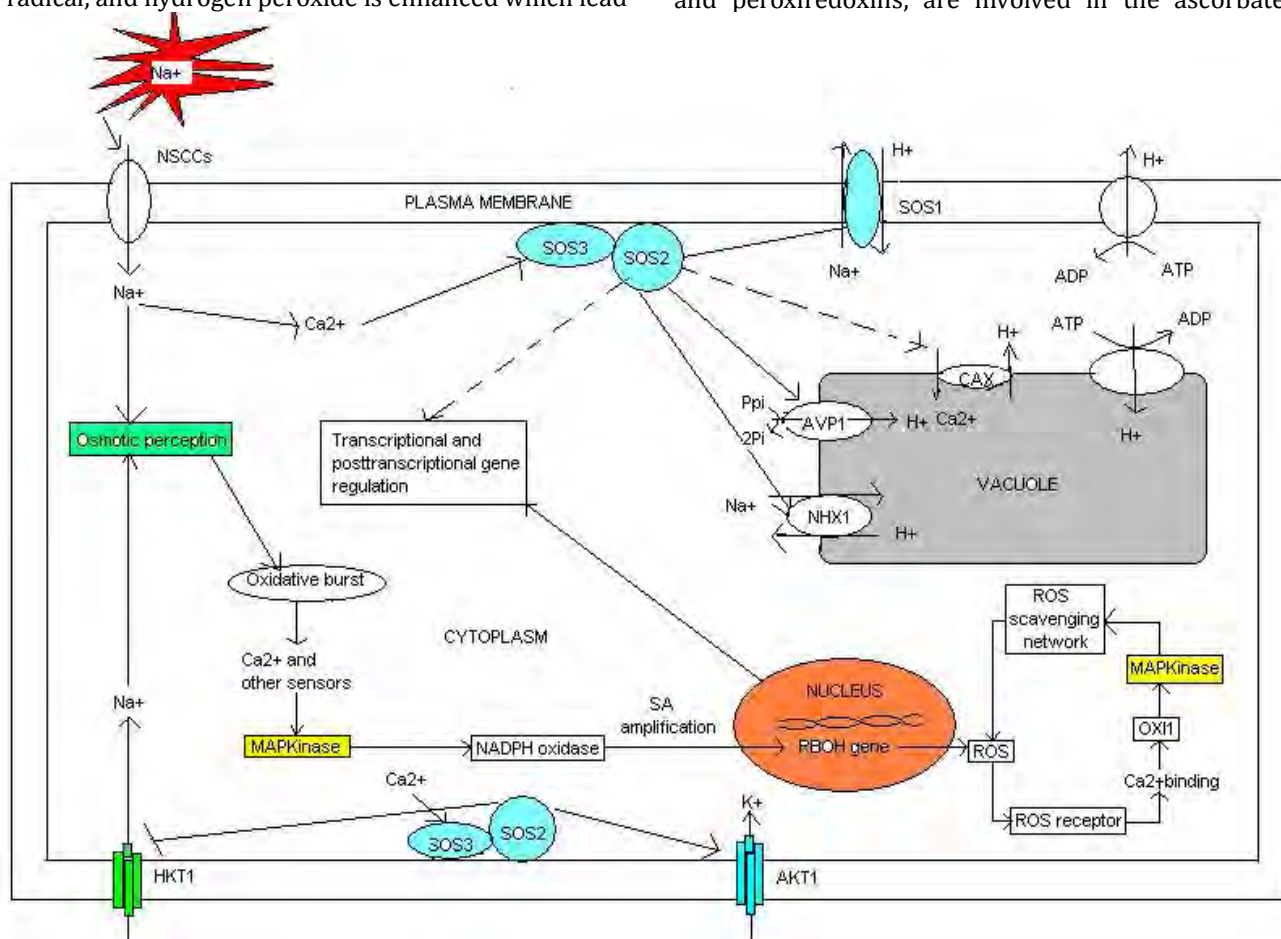 radical, and hydrogen peroxide is enhanced which lead
and peroxiredoxins, are involved in the ascorbate
Na+
NSCCs
PLASMA MEMBRANE
H+
SOS1
H+
SOS3
SOS2
Na+
ADP
ATP
Na+
Ca2+
H+
ATP
ADP
CAX
Ppi
AVP1
H+
Ca2+
2Pi
H+
Osmotic perception
Transcriptional and
posttranscriptional gene
regulation
VACUOLE
Na+
NHX1
H+
Oxidative burst
CYTOPLASM
ROS
scavenging
network
Ca2+ and
other sensors
MAPKinase
Na+
SA
amplification
NUCLEUS
OXI1
MAPKinase
NADPH oxidase
RBOH gene
ROS
Ca2+binding
Ca2+
K+
ROS receptor
SOS3
SOS2
HKT1
AKT1